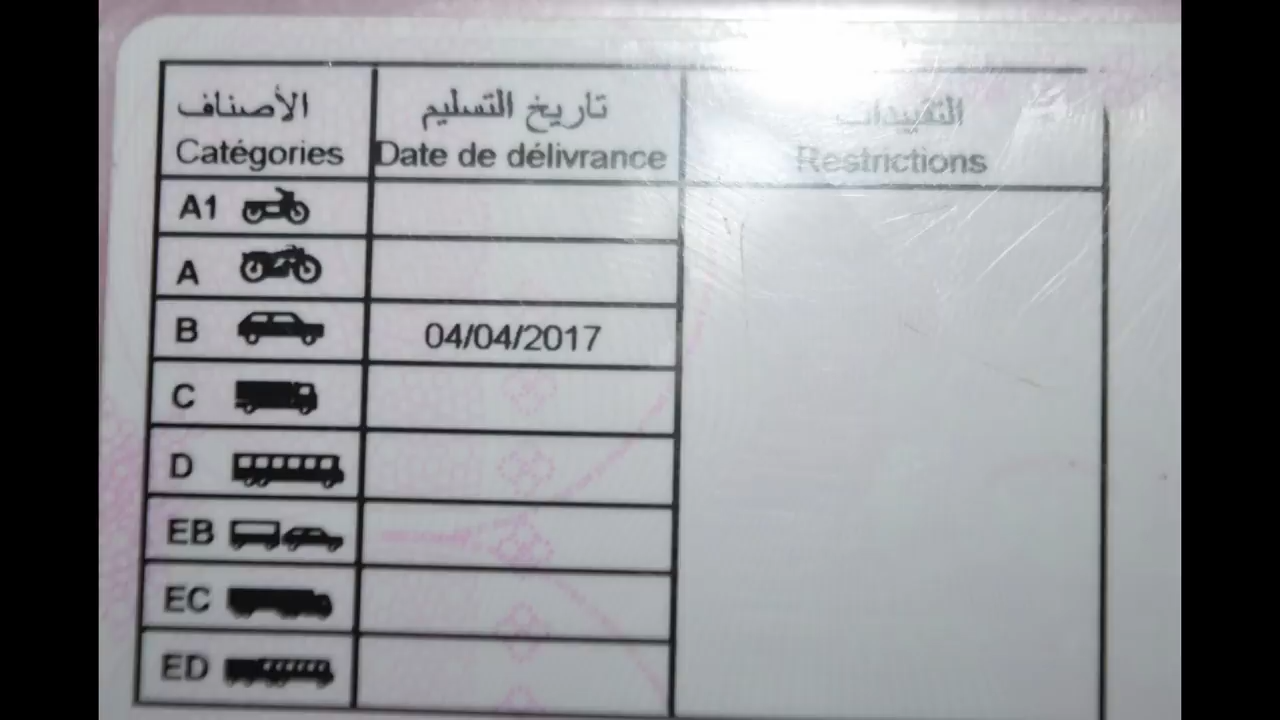 الأصناف
Catégories
تاريخ التسليم
Date de délivrance
التقييدات
Restrictions
A1
A
B 04/04/2017
C
D
EB
EC
ED